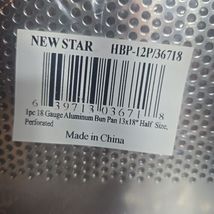 NEW STAR HBP-12P/36718
6 39713 03671 8
1pc 18 Gauge Aluminum Bun Pan 13x18" Half Size,
Perforated
Made in China